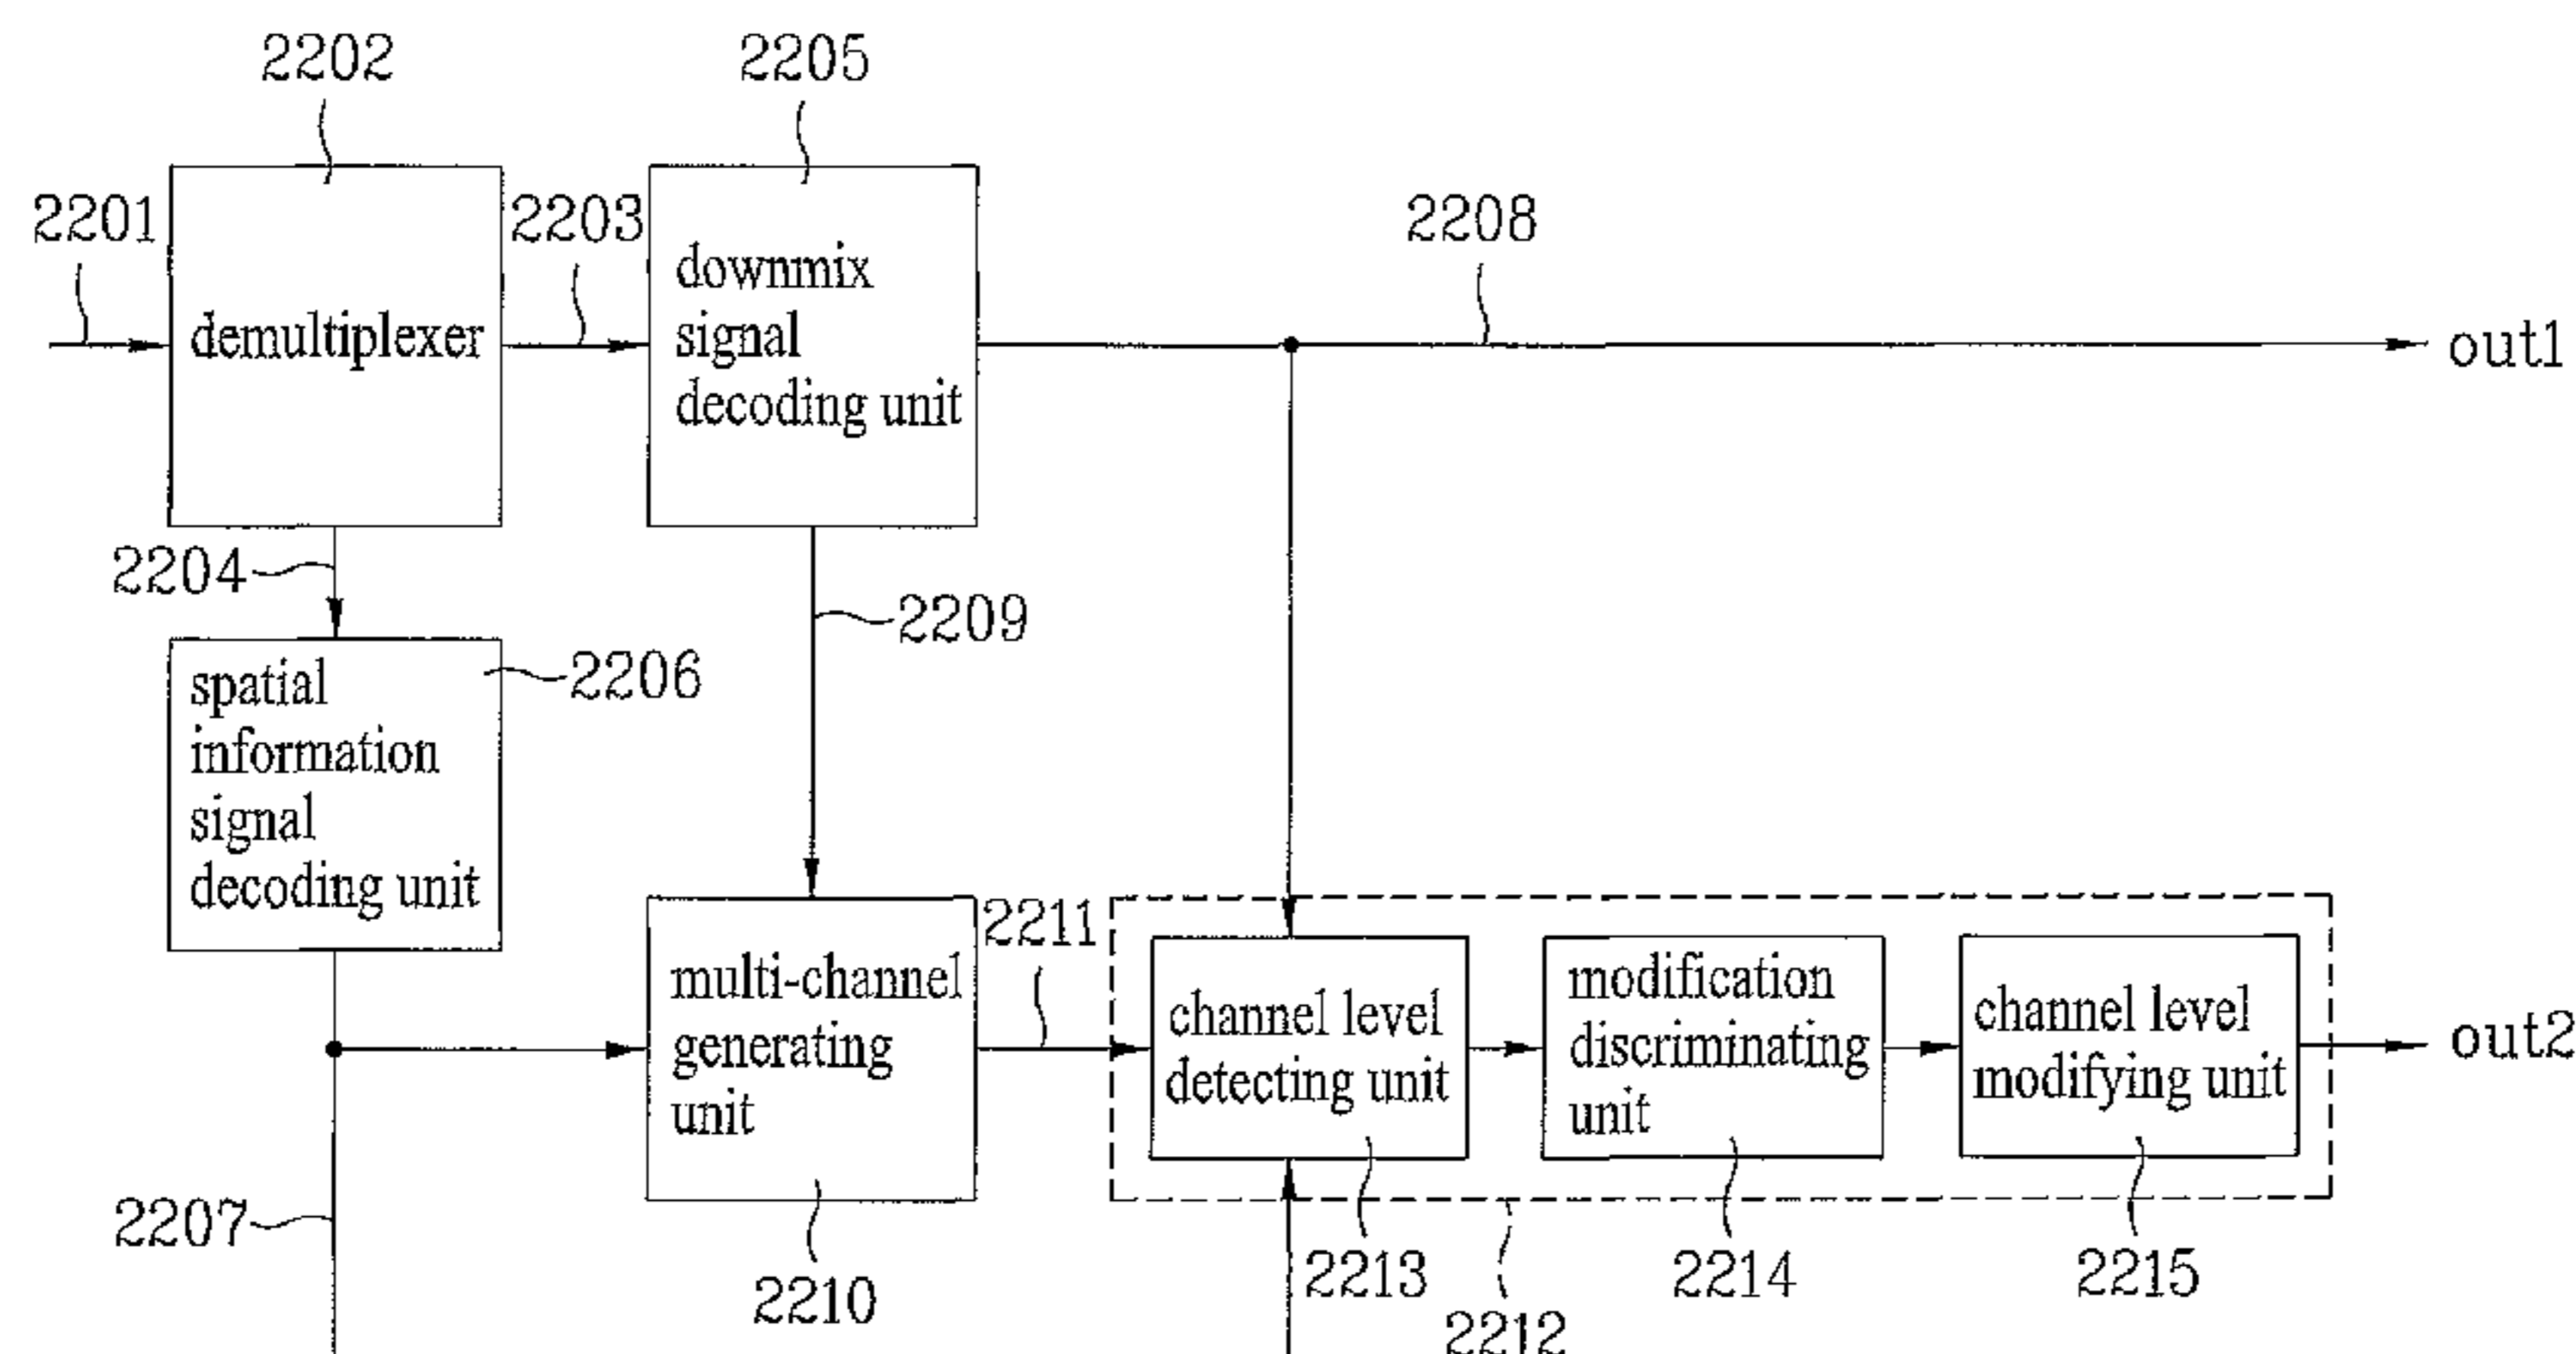 2202
2205
2201
2203
2208
demultiplexer
downmix
signal
decoding unit
out1
2204
2209
2206
spatial
information
signal
decoding unit
2211
multi-channel
generating
unit
channel level
detecting unit
modification
discriminating
unit
channel level
modifying unit
out2
2207
2210
2213
2214
2215
2212